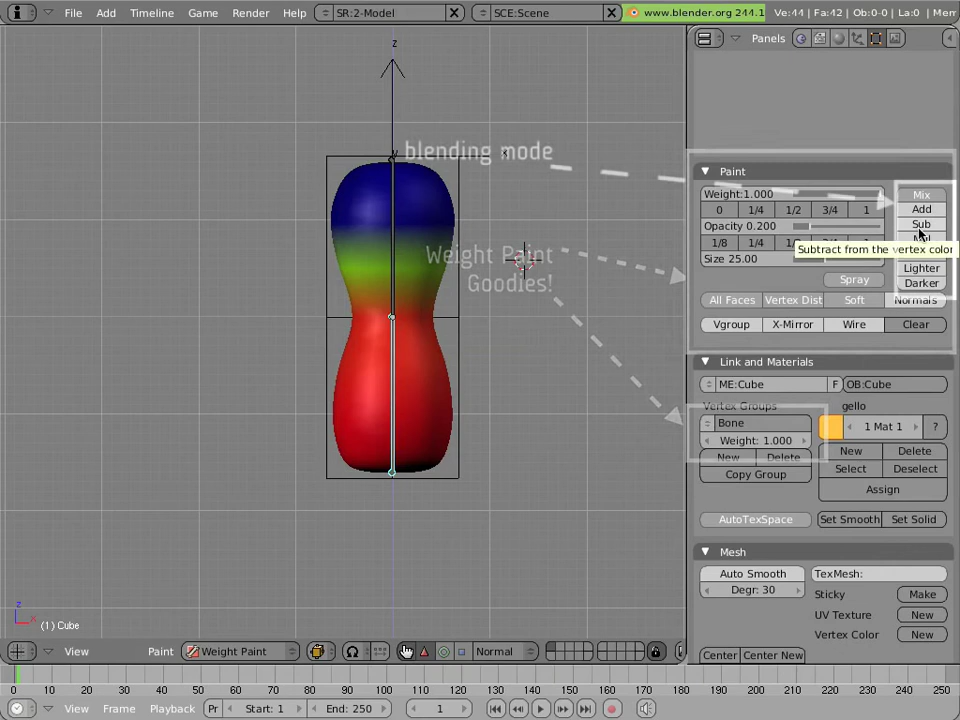 File Add Timeline Game Render Help SR:2-Model SCE:Scene www.blender.org 244.1 Ve:44 | Fa:42 | Ob:0-0 | La:0 | Mem
Panels
z
y
x
blending mode
Weight Paint
Goodies!
Paint
Weight:1.000
0 1/4 1/2 3/4 1
Opacity 0.200
1/8 1/4
Size 25.00
Spray
All Faces Vertex Dist Soft Normals
Vgroup X-Mirror Wire Clear
Mix
Add
Sub
Subtract from the vertex color
Lighter
Darker
Link and Materials
ME:Cube F OB:Cube
Vertex Groups
Bone
Weight: 1.000
New Delete
Copy Group
gello
1 Mat 1 ?
New Delete
Select Deselect
Assign
AutoTexSpace Set Smooth Set Solid
Mesh
Auto Smooth
Degr: 30
TexMesh:
Sticky Make
UV Texture New
Vertex Color New
Center Center New
z
x
(1) Cube
View Paint Weight Paint Normal
0 10 20 30 40 50 60 70 80 90 100 110 120 130 140 150 160 170 180 190 200 210 220 230 240 250
View Frame Playback Pr Start: 1 End: 250 1